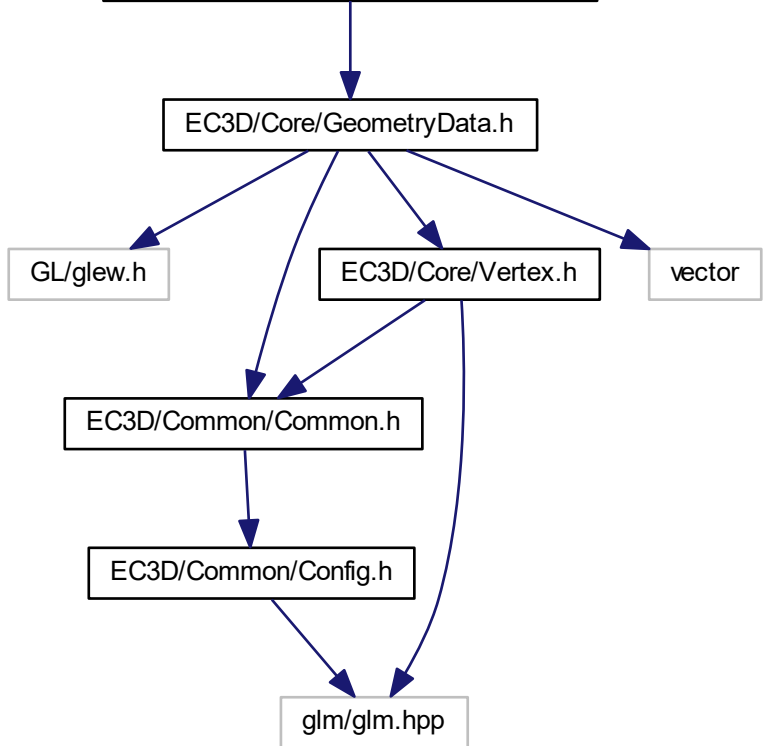 EC3D/Core/GeometryData.h
GL/glew.h
EC3D/Core/Vertex.h
vector
EC3D/Common/Common.h
EC3D/Common/Config.h
glm/glm.hpp